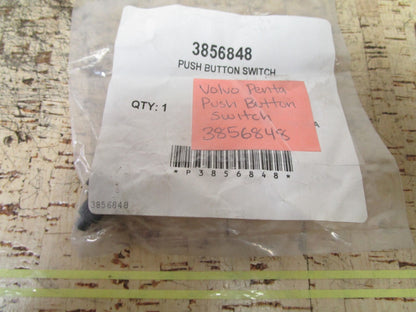 3856848
PUSH BUTTON SWITCH
QTY: 1
Volvo Penta
Push Button
Switch
3856848
A
*P3856848*
3856848